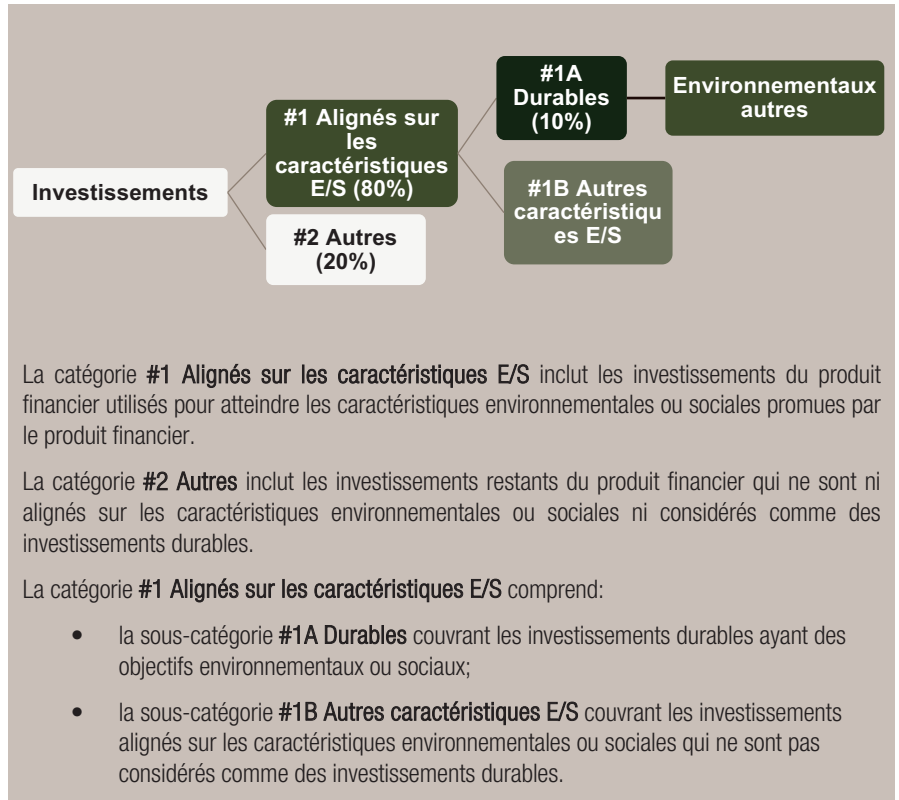 #1A
Durables
(10%)
Environnementaux
autres
#1 Alignés sur
les
caractéristiques
E/S (80%)
Investissements
#1B Autres
caractéristiqu
es E/S
#2 Autres
(20%)
La catégorie #1 Alignés sur les caractéristiques E/S inclut les investissements du produit
financier utilisés pour atteindre les caractéristiques environnementales ou sociales promues par
le produit financier.
La catégorie #2 Autres inclut les investissements restants du produit financier qui ne sont ni
alignés sur les caractéristiques environnementales ou sociales ni considérés comme des
investissements durables.
La catégorie #1 Alignés sur les caractéristiques E/S comprend:
• la sous-catégorie #1A Durables couvrant les investissements durables ayant des
objectifs environnementaux ou sociaux;
• la sous-catégorie #1B Autres caractéristiques E/S couvrant les investissements
alignés sur les caractéristiques environnementales ou sociales qui ne sont pas
considérés comme des investissements durables.